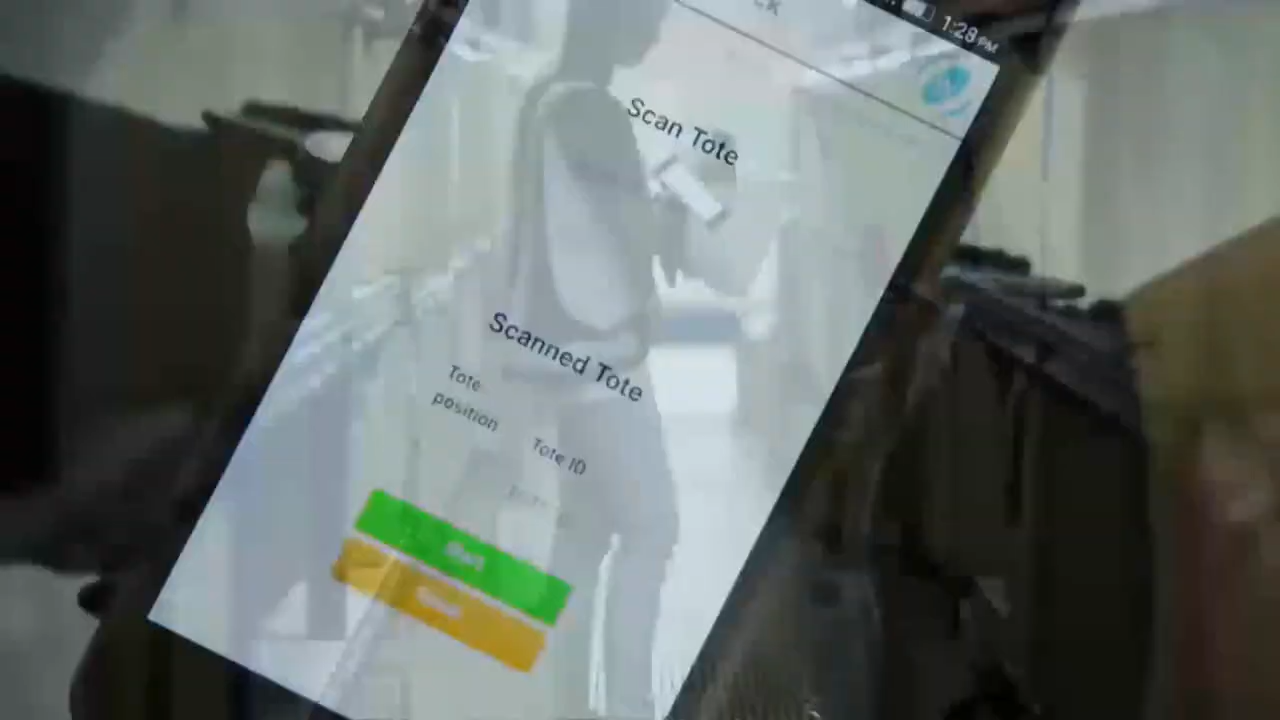 1:28 PM
Scan Tote
Scanned Tote
Tote
position
Tote ID